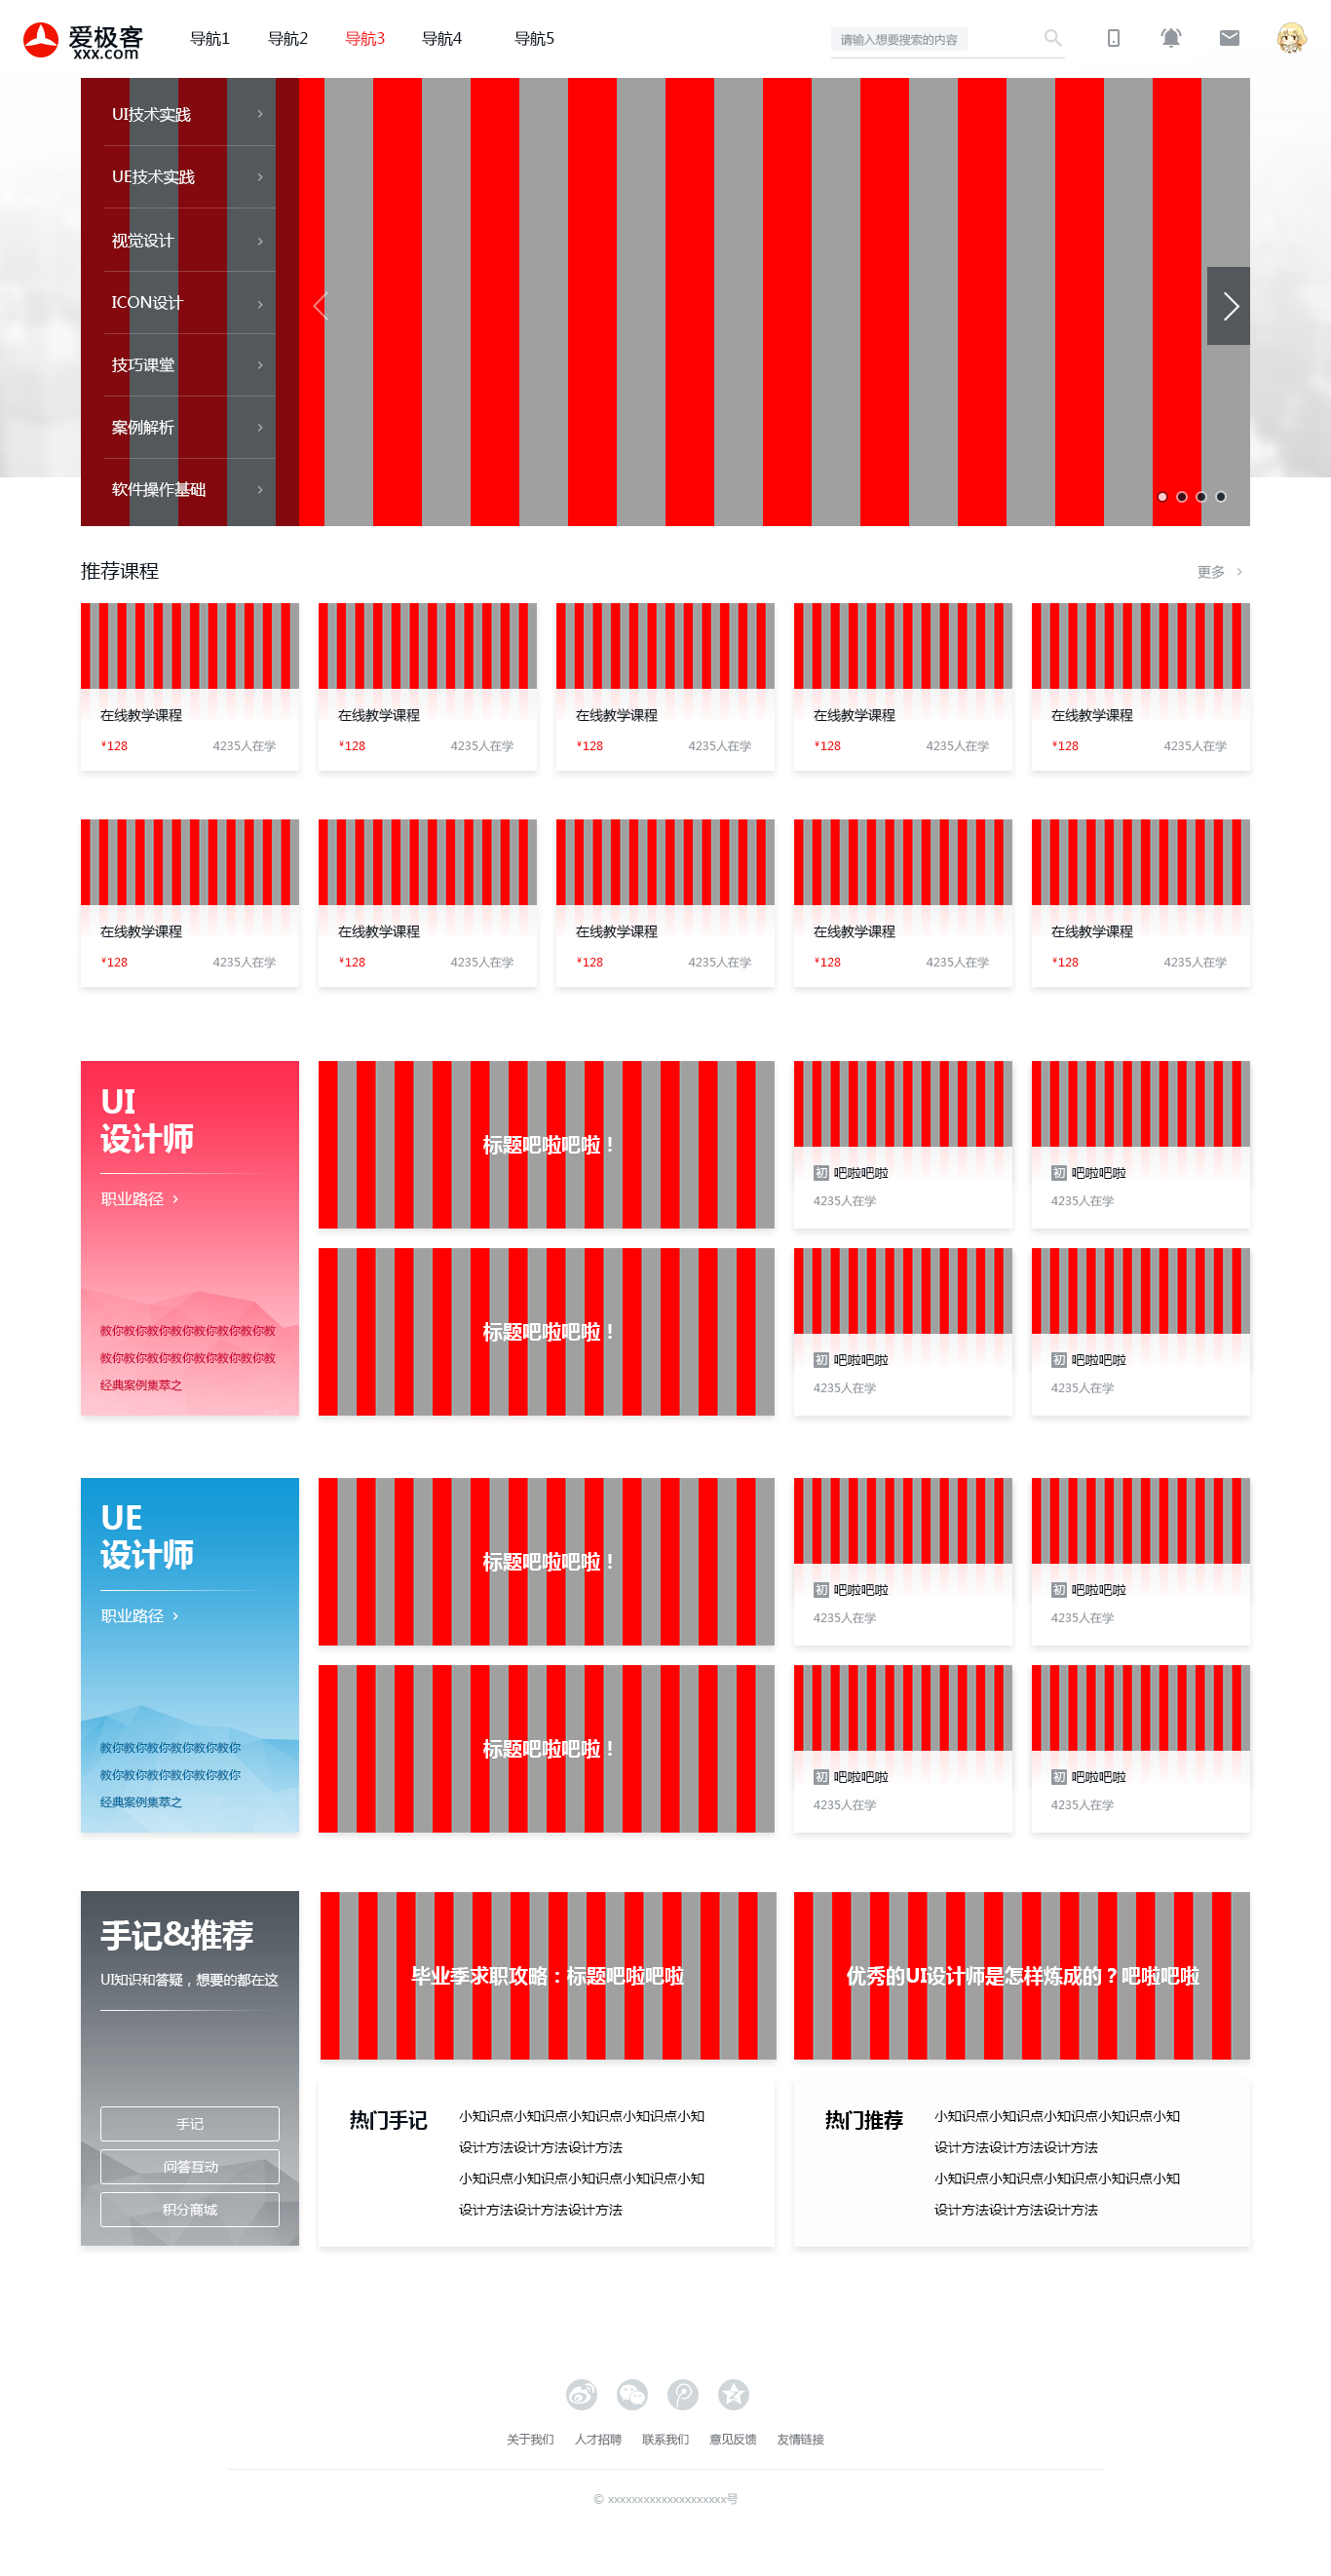 爱极客
xxx.com
导航1 导航2 导航3 导航4 导航5
请输入想要搜索的内容
UI技术实践
UE技术实践
视觉设计
ICON设计
技巧课堂
案例解析
软件操作基础
推荐课程 更多
在线教学课程 在线教学课程 在线教学课程 在线教学课程 在线教学课程
¥128 4235人在学 ¥128 4235人在学 ¥128 4235人在学 ¥128 4235人在学 ¥128 4235人在学
在线教学课程 在线教学课程 在线教学课程 在线教学课程 在线教学课程
¥128 4235人在学 ¥128 4235人在学 ¥128 4235人在学 ¥128 4235人在学 ¥128 4235人在学
UI
设计师
职业路径
教你教你教你教你教你教你教你教
教你教你教你教你教你教你教你教
经典案例集萃之
标题吧啦吧啦！
标题吧啦吧啦！
初 吧啦吧啦 初 吧啦吧啦
4235人在学 4235人在学
初 吧啦吧啦 初 吧啦吧啦
4235人在学 4235人在学
UE
设计师
职业路径
教你教你教你教你教你教你
教你教你教你教你教你教你
经典案例集萃之
标题吧啦吧啦！
标题吧啦吧啦！
初 吧啦吧啦 初 吧啦吧啦
4235人在学 4235人在学
初 吧啦吧啦 初 吧啦吧啦
4235人在学 4235人在学
手记&推荐
UI知识和答疑，想要的都在这
手记
问答互动
积分商城
毕业季求职攻略：标题吧啦吧啦
优秀的UI设计师是怎样炼成的？吧啦吧啦
热门手记
小知识点小知识点小知识点小知识点小知
设计方法设计方法设计方法
小知识点小知识点小知识点小知识点小知
设计方法设计方法设计方法
热门推荐
小知识点小知识点小知识点小知识点小知
设计方法设计方法设计方法
小知识点小知识点小知识点小知识点小知
设计方法设计方法设计方法
关于我们 人才招聘 联系我们 意见反馈 友情链接
© xxxxxxxxxxxxxxxxxxxx号